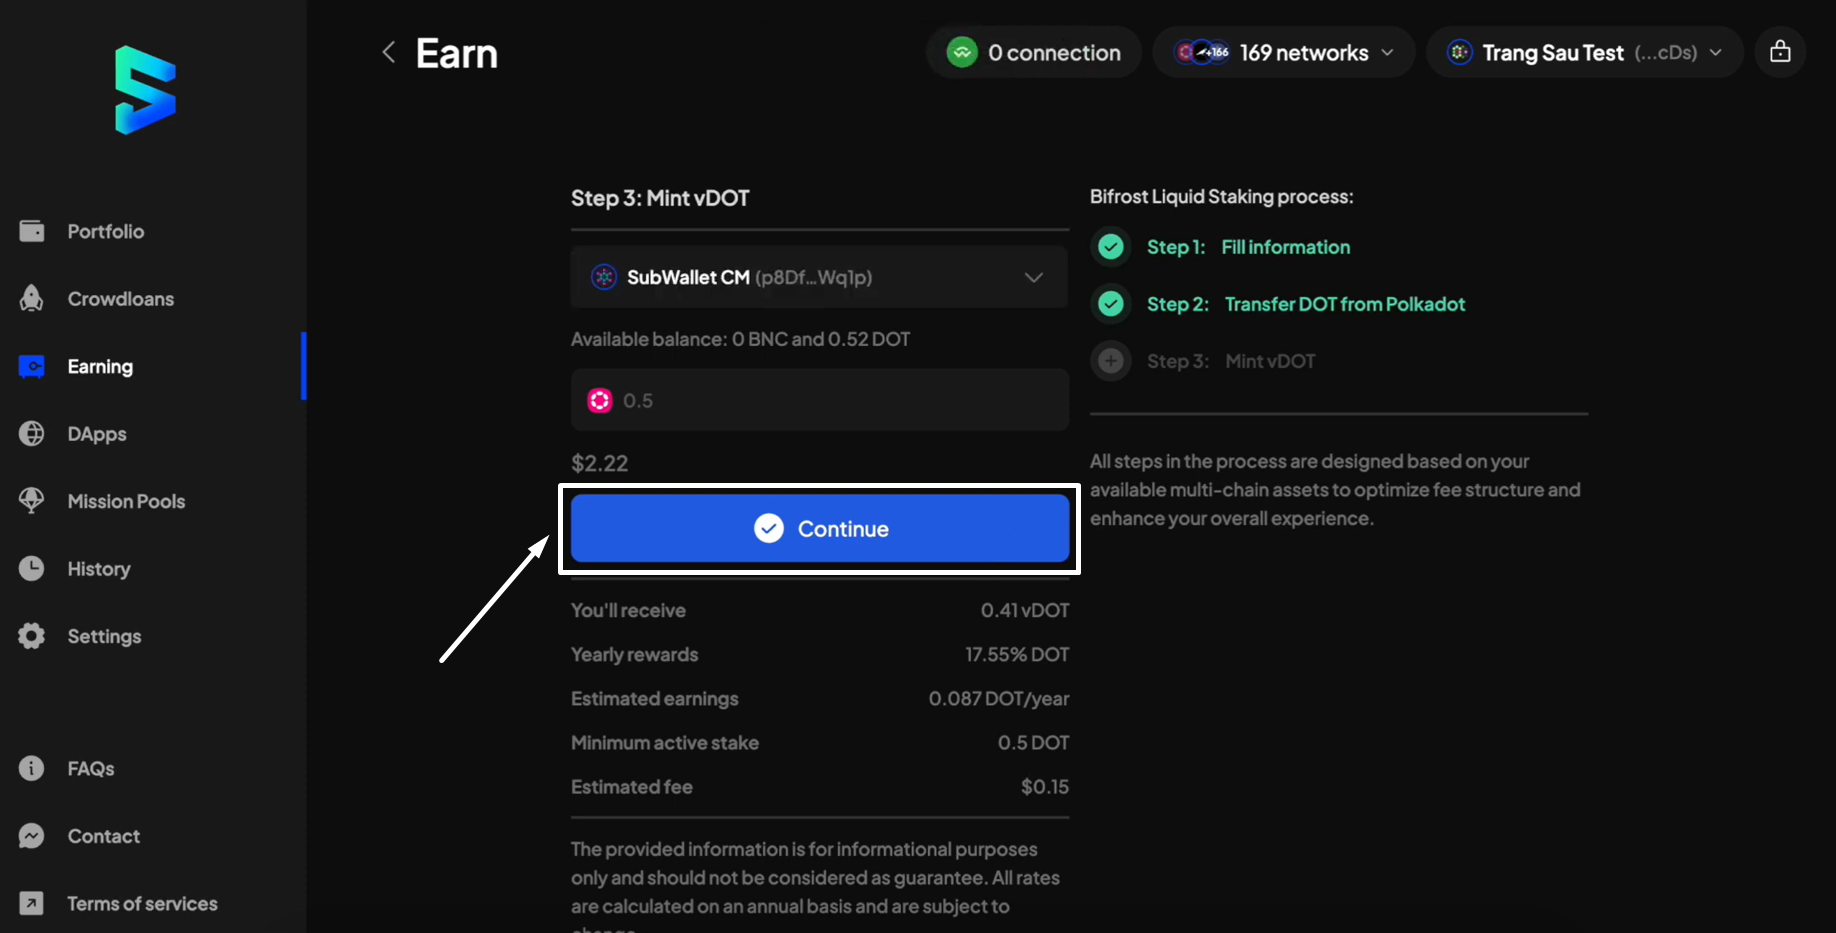 Earn
0 connection
+166 169 networks
Trang Sau Test (...cDs)
Portfolio
Crowdloans
Earning
DApps
Mission Pools
History
Settings
FAQs
Contact
Terms of services
Step 3: Mint vDOT
SubWallet CM (p8Df...Wq1p)
Available balance: 0 BNC and 0.52 DOT
0.5
$2.22
Continue
You'll receive 0.41 vDOT
Yearly rewards 17.55% DOT
Estimated earnings 0.087 DOT/year
Minimum active stake 0.5 DOT
Estimated fee $0.15
The provided information is for informational purposes
only and should not be considered as guarantee. All rates
are calculated on an annual basis and are subject to
Bifrost Liquid Staking process:
Step 1: Fill information
Step 2: Transfer DOT from Polkadot
Step 3: Mint vDOT
All steps in the process are designed based on your
available multi-chain assets to optimize fee structure and
enhance your overall experience.